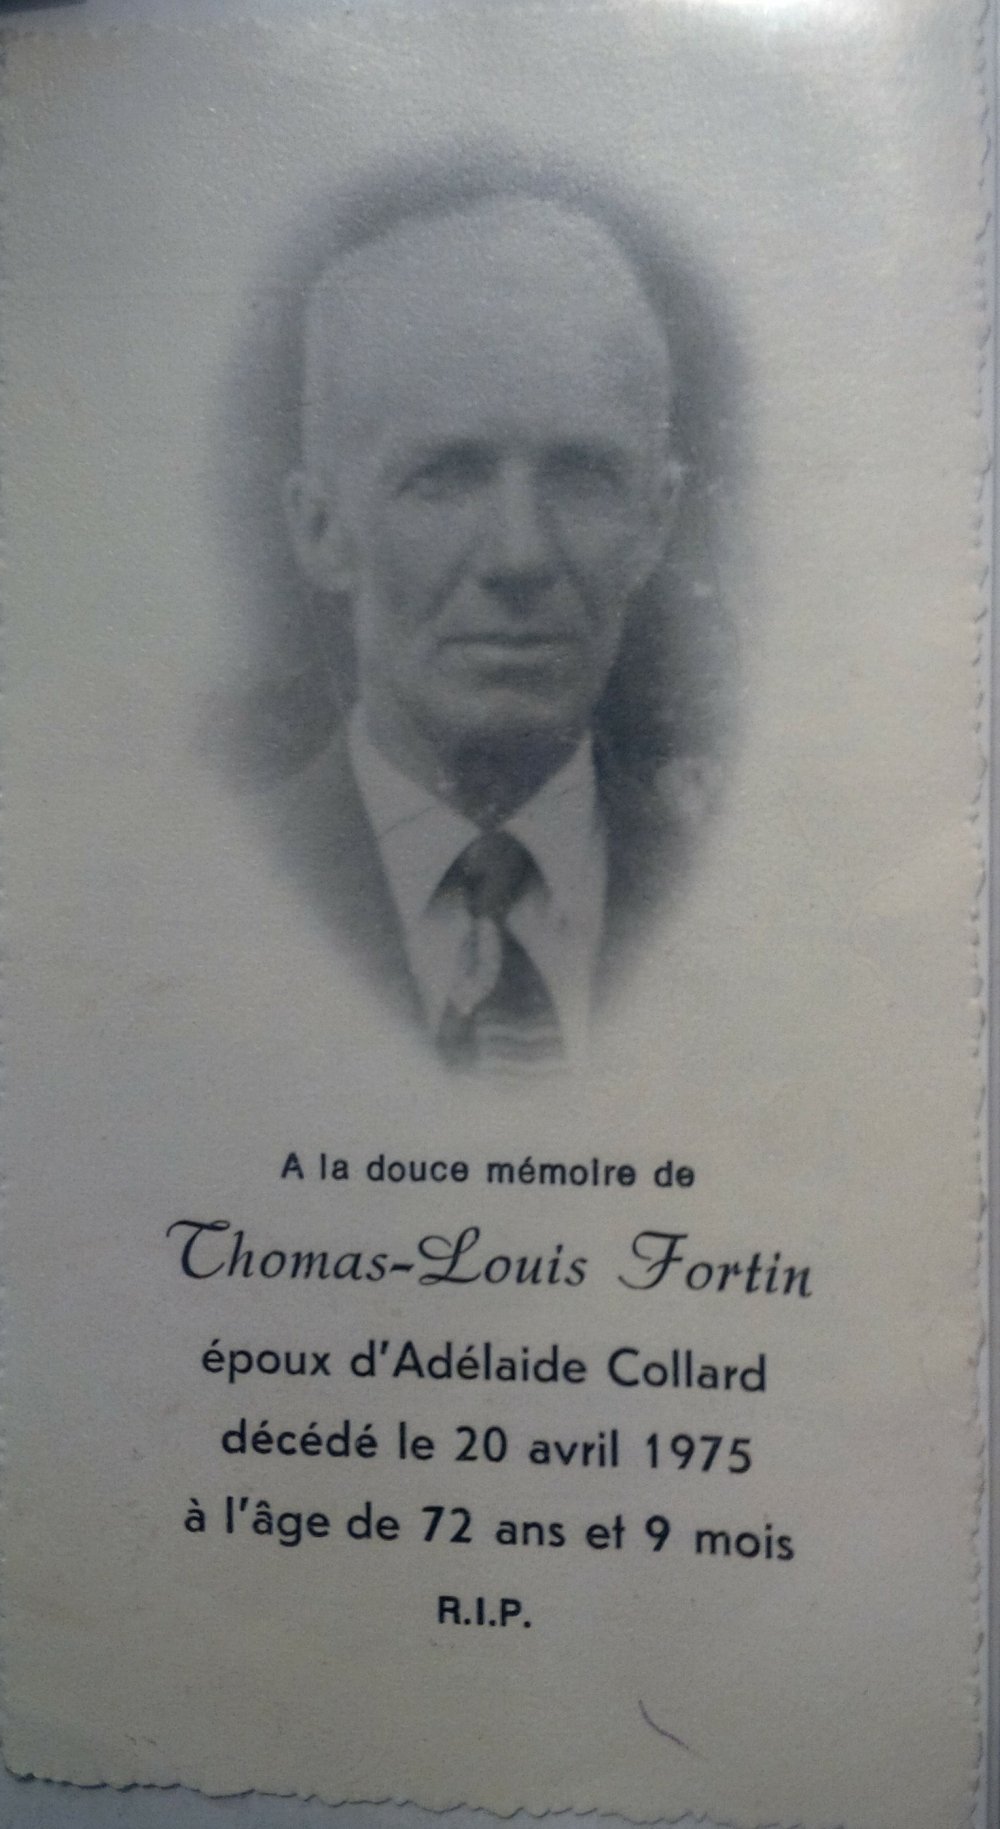 A la douce mémoire de
Thomas-Louis Fortin
époux d'Adélaide Collard
décédé le 20 avril 1975
à l'âge de 72 ans et 9 mois
R.I.P.